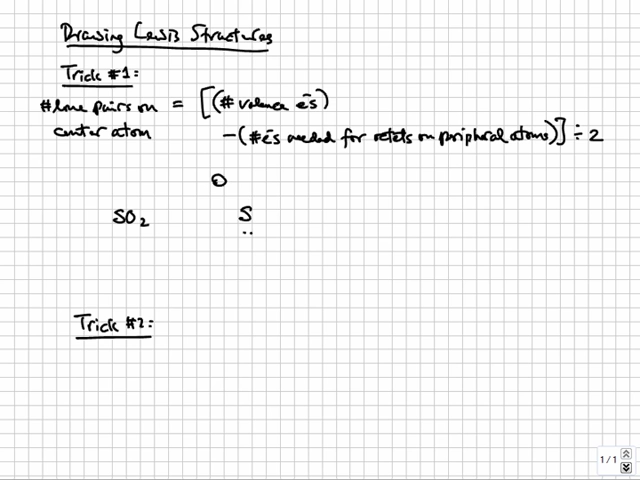 Drawing Lewis Structures
Trick #1:
#lone pairs on = [(# valence e⁻s)
center atom
-(#e⁻s needed for octets on peripheral atoms)] ÷ 2
O
SO₂ S
Trick #2:
1/1